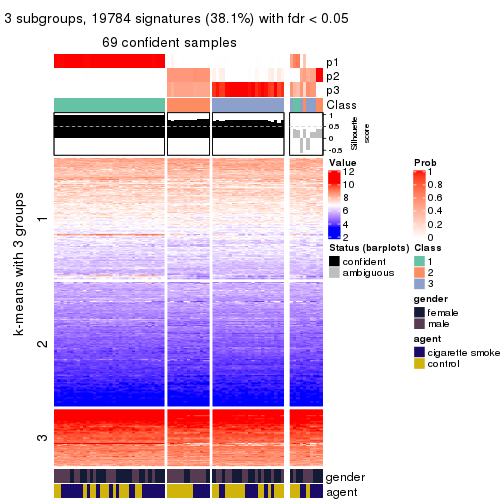 3 subgroups, 19784 signatures (38.1%) with fdr < 0.05
69 confident samples
p1
p2
p3
Class
1
0.5
0
-0.5
Silhouette
score
k-means with 3 groups
1
2
3
gender
agent
Value
12
10
8
6
4
2
Prob
1
0.8
0.6
0.4
0.2
0
Status (barplots)
confident
ambiguous
Class
1
2
3
gender
female
male
agent
cigarette smoke
control